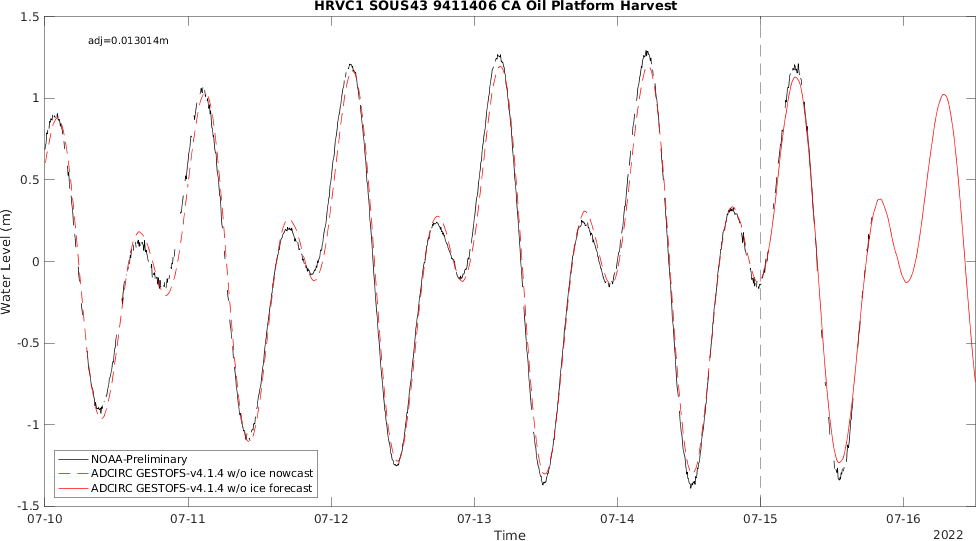 HRVC1 SOUS43 9411406 CA Oil Platform Harvest
adj=0.013014m
1.5
1
0.5
0
-0.5
-1
-1.5
Water Level (m)
NOAA-Preliminary
ADCIRC GESTOFS-v4.1.4 w/o ice nowcast
ADCIRC GESTOFS-v4.1.4 w/o ice forecast
07-10 07-11 07-12 07-13 07-14 07-15 07-16
Time
2022